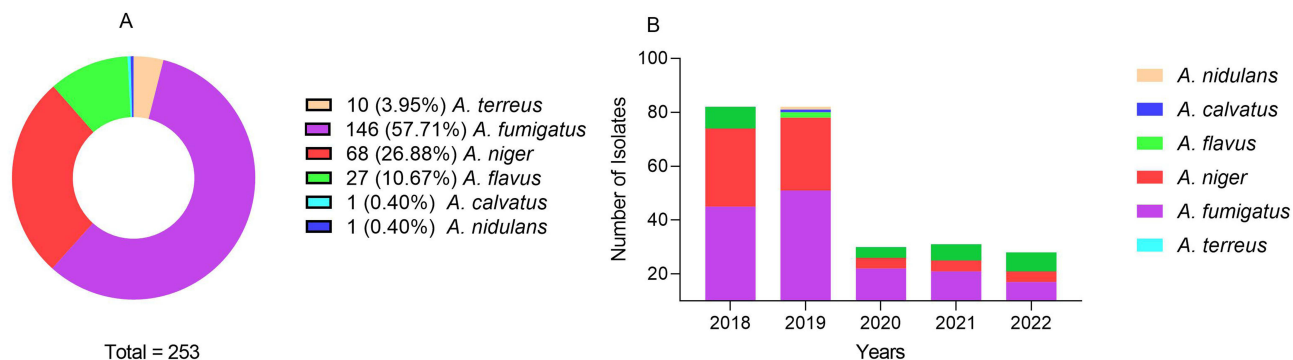 A
10 (3.95%) A. terreus
146 (57.71%) A. fumigatus
68 (26.88%) A. niger
27 (10.67%) A. flavus
1 (0.40%) A. calvatus
1 (0.40%) A. nidulans
Total = 253
B
Number of Isolates
100
80
60
40
20
2018 2019 2020 2021 2022
Years
A. nidulans
A. calvatus
A. flavus
A. niger
A. fumigatus
A. terreus